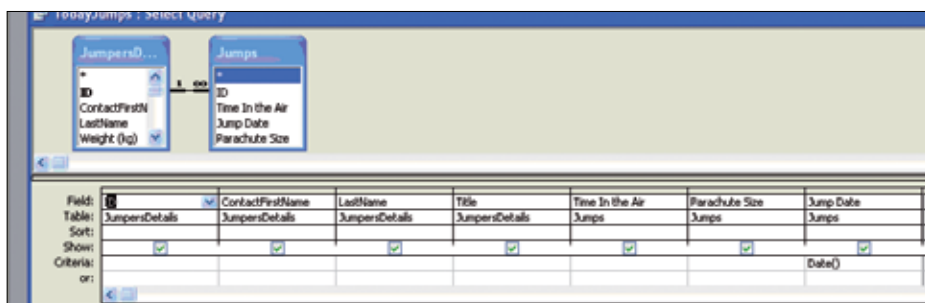 TodayJumps : Select Query
JumpersD... Jumps
* *
ID ID
ContactFirstN Time In the Air
LastName Jump Date
Weight (kg) Parachute Size
1 ∞
Field: ID ContactFirstName LastName Title Time In the Air Parachute Size Jump Date
Table: JumpersDetails JumpersDetails JumpersDetails JumpersDetails Jumps Jumps Jumps
Sort:
Show:
Criteria: Date()
or: